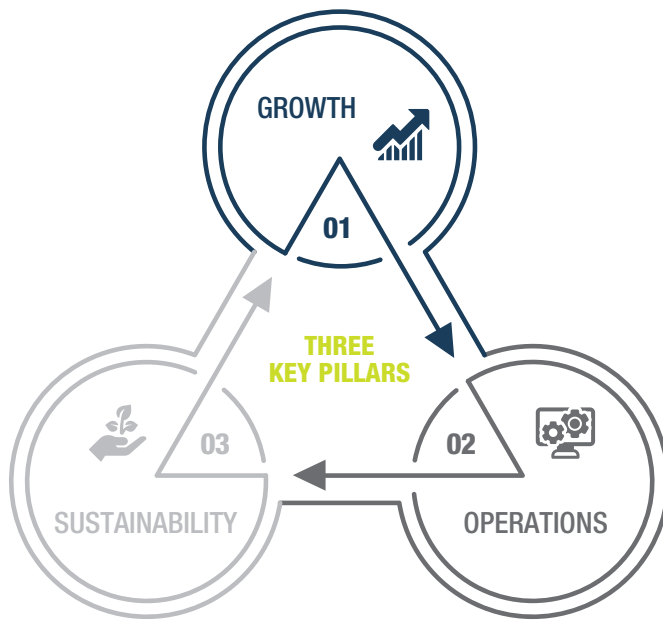 GROWTH
01
THREE
KEY PILLARS
03
02
SUSTAINABILITY
OPERATIONS